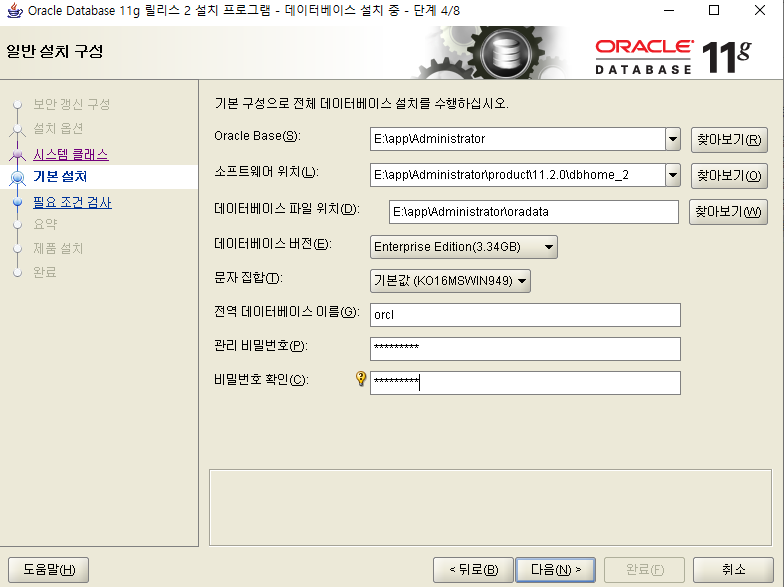 Oracle Database 11g 릴리스 2 설치 프로그램 - 데이터베이스 설치 중 - 단계 4/8
일반 설치 구성
ORACLE
DATABASE 11g
보안 갱신 구성
설치 옵션
시스템 클래스
기본 설치
필요 조건 검사
요약
제품 설치
완료
기본 구성으로 전체 데이터베이스 설치를 수행하십시오.
Oracle Base(S): E:\app\Administrator 찾아보기(R)
소프트웨어 위치(L): E:\app\Administrator\product\11.2.0\dbhome_2 찾아보기(O)
데이터베이스 파일 위치(D): E:\app\Administrator\oradata 찾아보기(W)
데이터베이스 버전(E): Enterprise Edition(3.34GB)
문자 집합(T): 기본값 (KO16MSWIN949)
전역 데이터베이스 이름(G): orcl
관리 비밀번호(P): *********
비밀번호 확인(C): *********
도움말(H) < 뒤로(B) 다음(N) > 완료(F) 취소